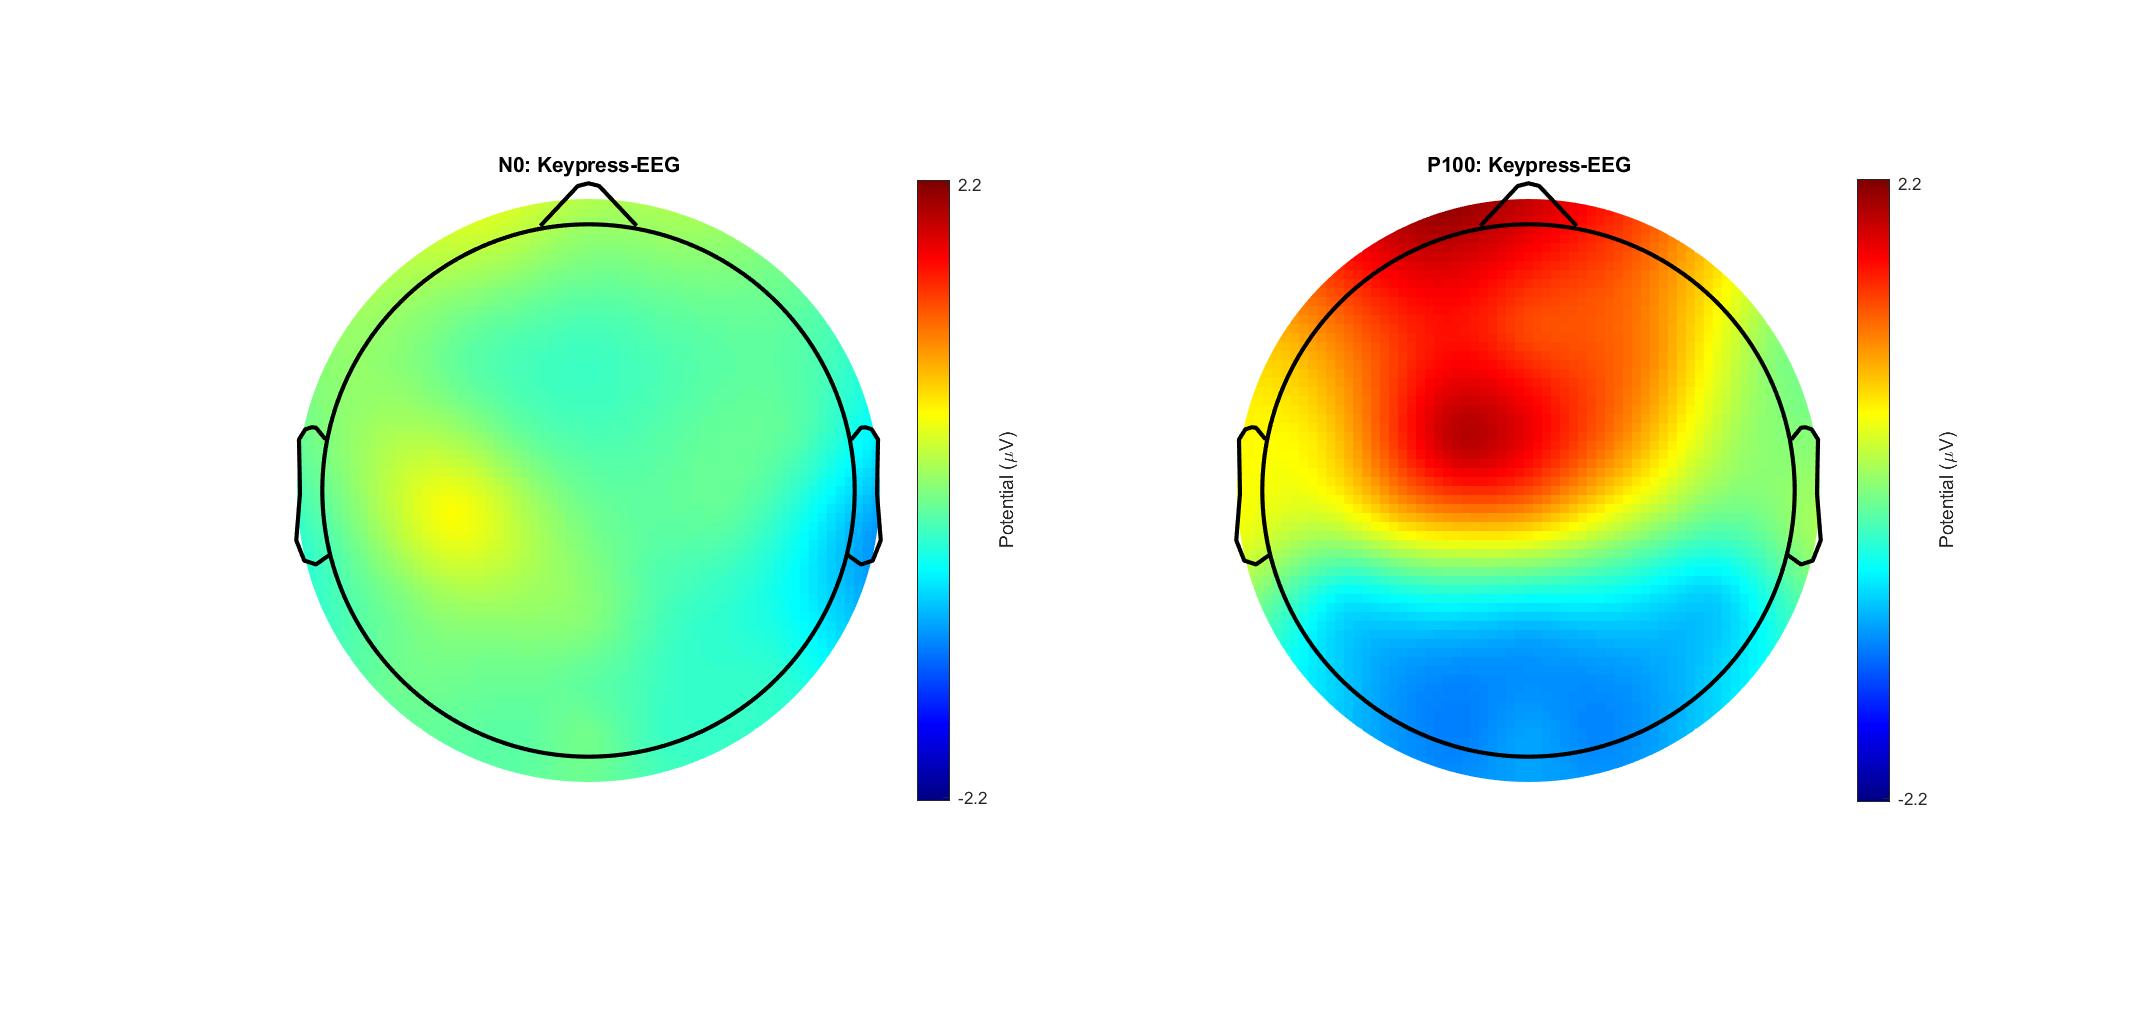 N0: Keypress-EEG
2.2
Potential (μV)
-2.2
P100: Keypress-EEG
2.2
Potential (μV)
-2.2